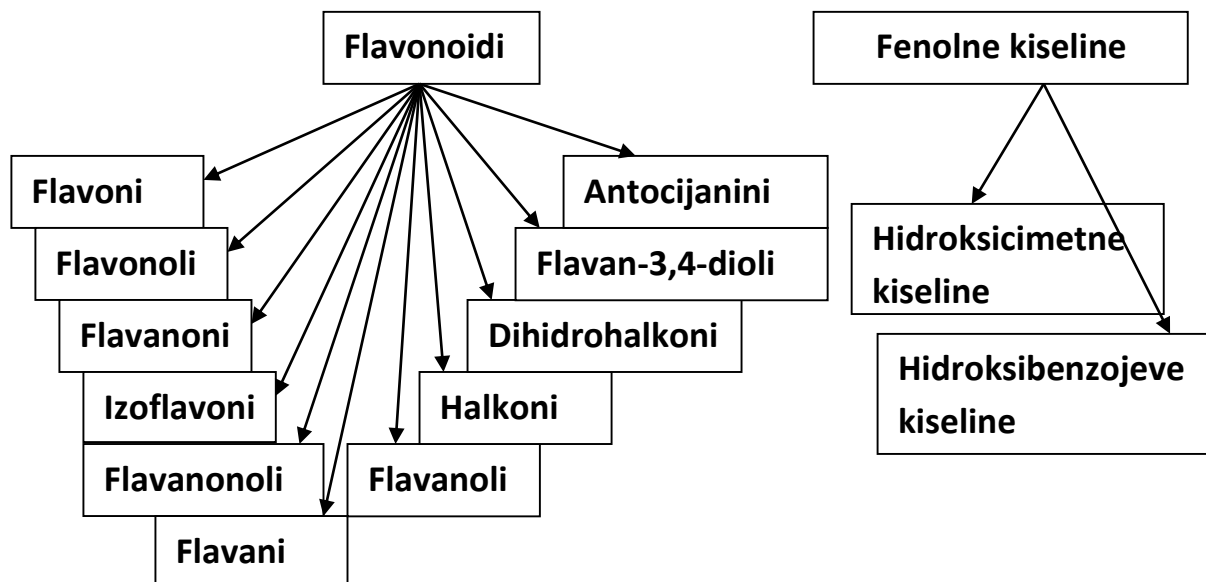 Flavonoidi
Fenolne kiseline
Flavoni
Antocijanini
Flavonoli
Flavan-3,4-dioli
Hidroksicimetne
kiseline
Flavanoni
Dihidrohalkoni
Hidroksibenzojeve
kiseline
Izoflavoni
Halkoni
Flavanonoli
Flavanoli
Flavani